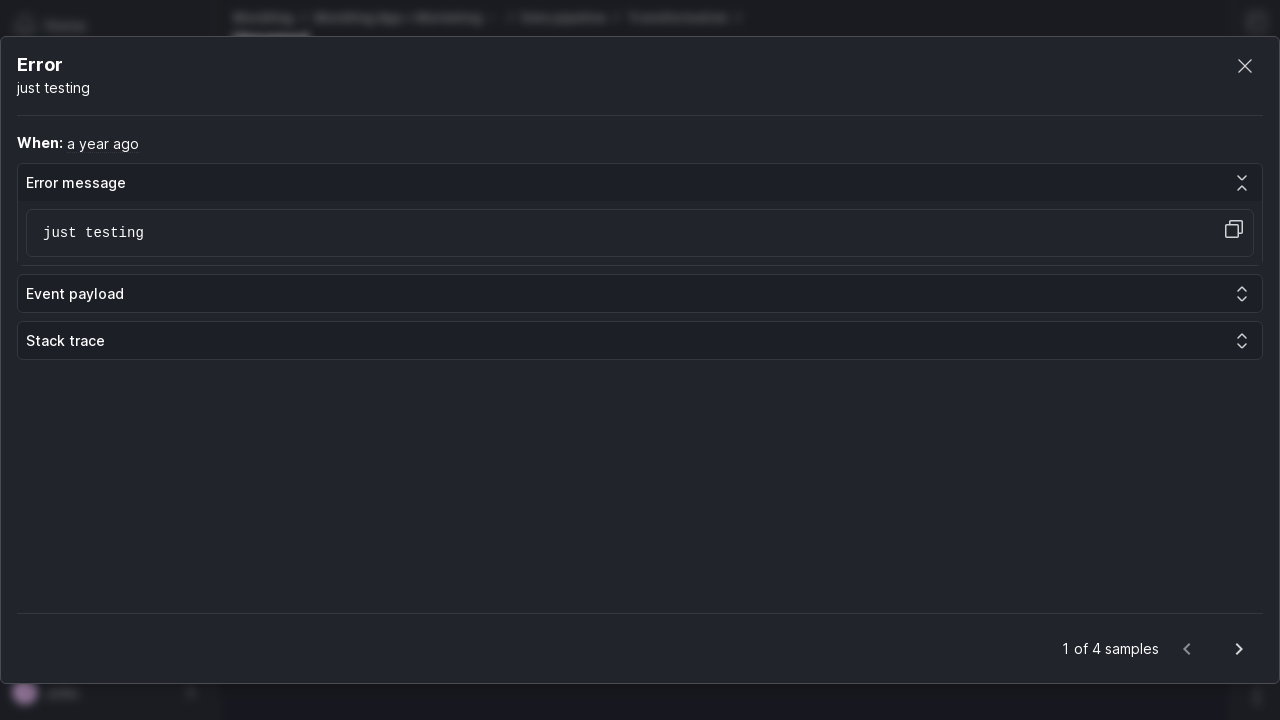 Error
just testing
When: a year ago
Error message
just testing
Event payload
Stack trace
1 of 4 samples